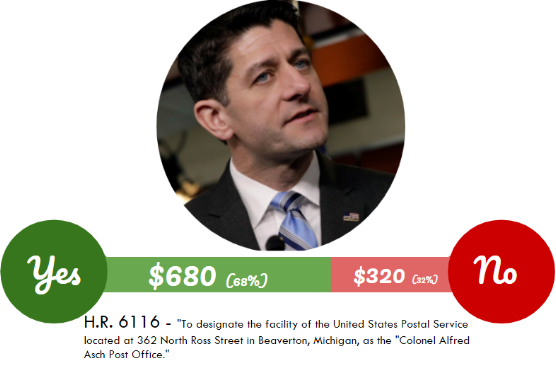 Yes $680 (68%) $320 (32%) No
H.R. 6116 - "To designate the facility of the United States Postal Service
located at 362 North Ross Street in Beaverton, Michigan, as the "Colonel Alfred
Asch Post Office."